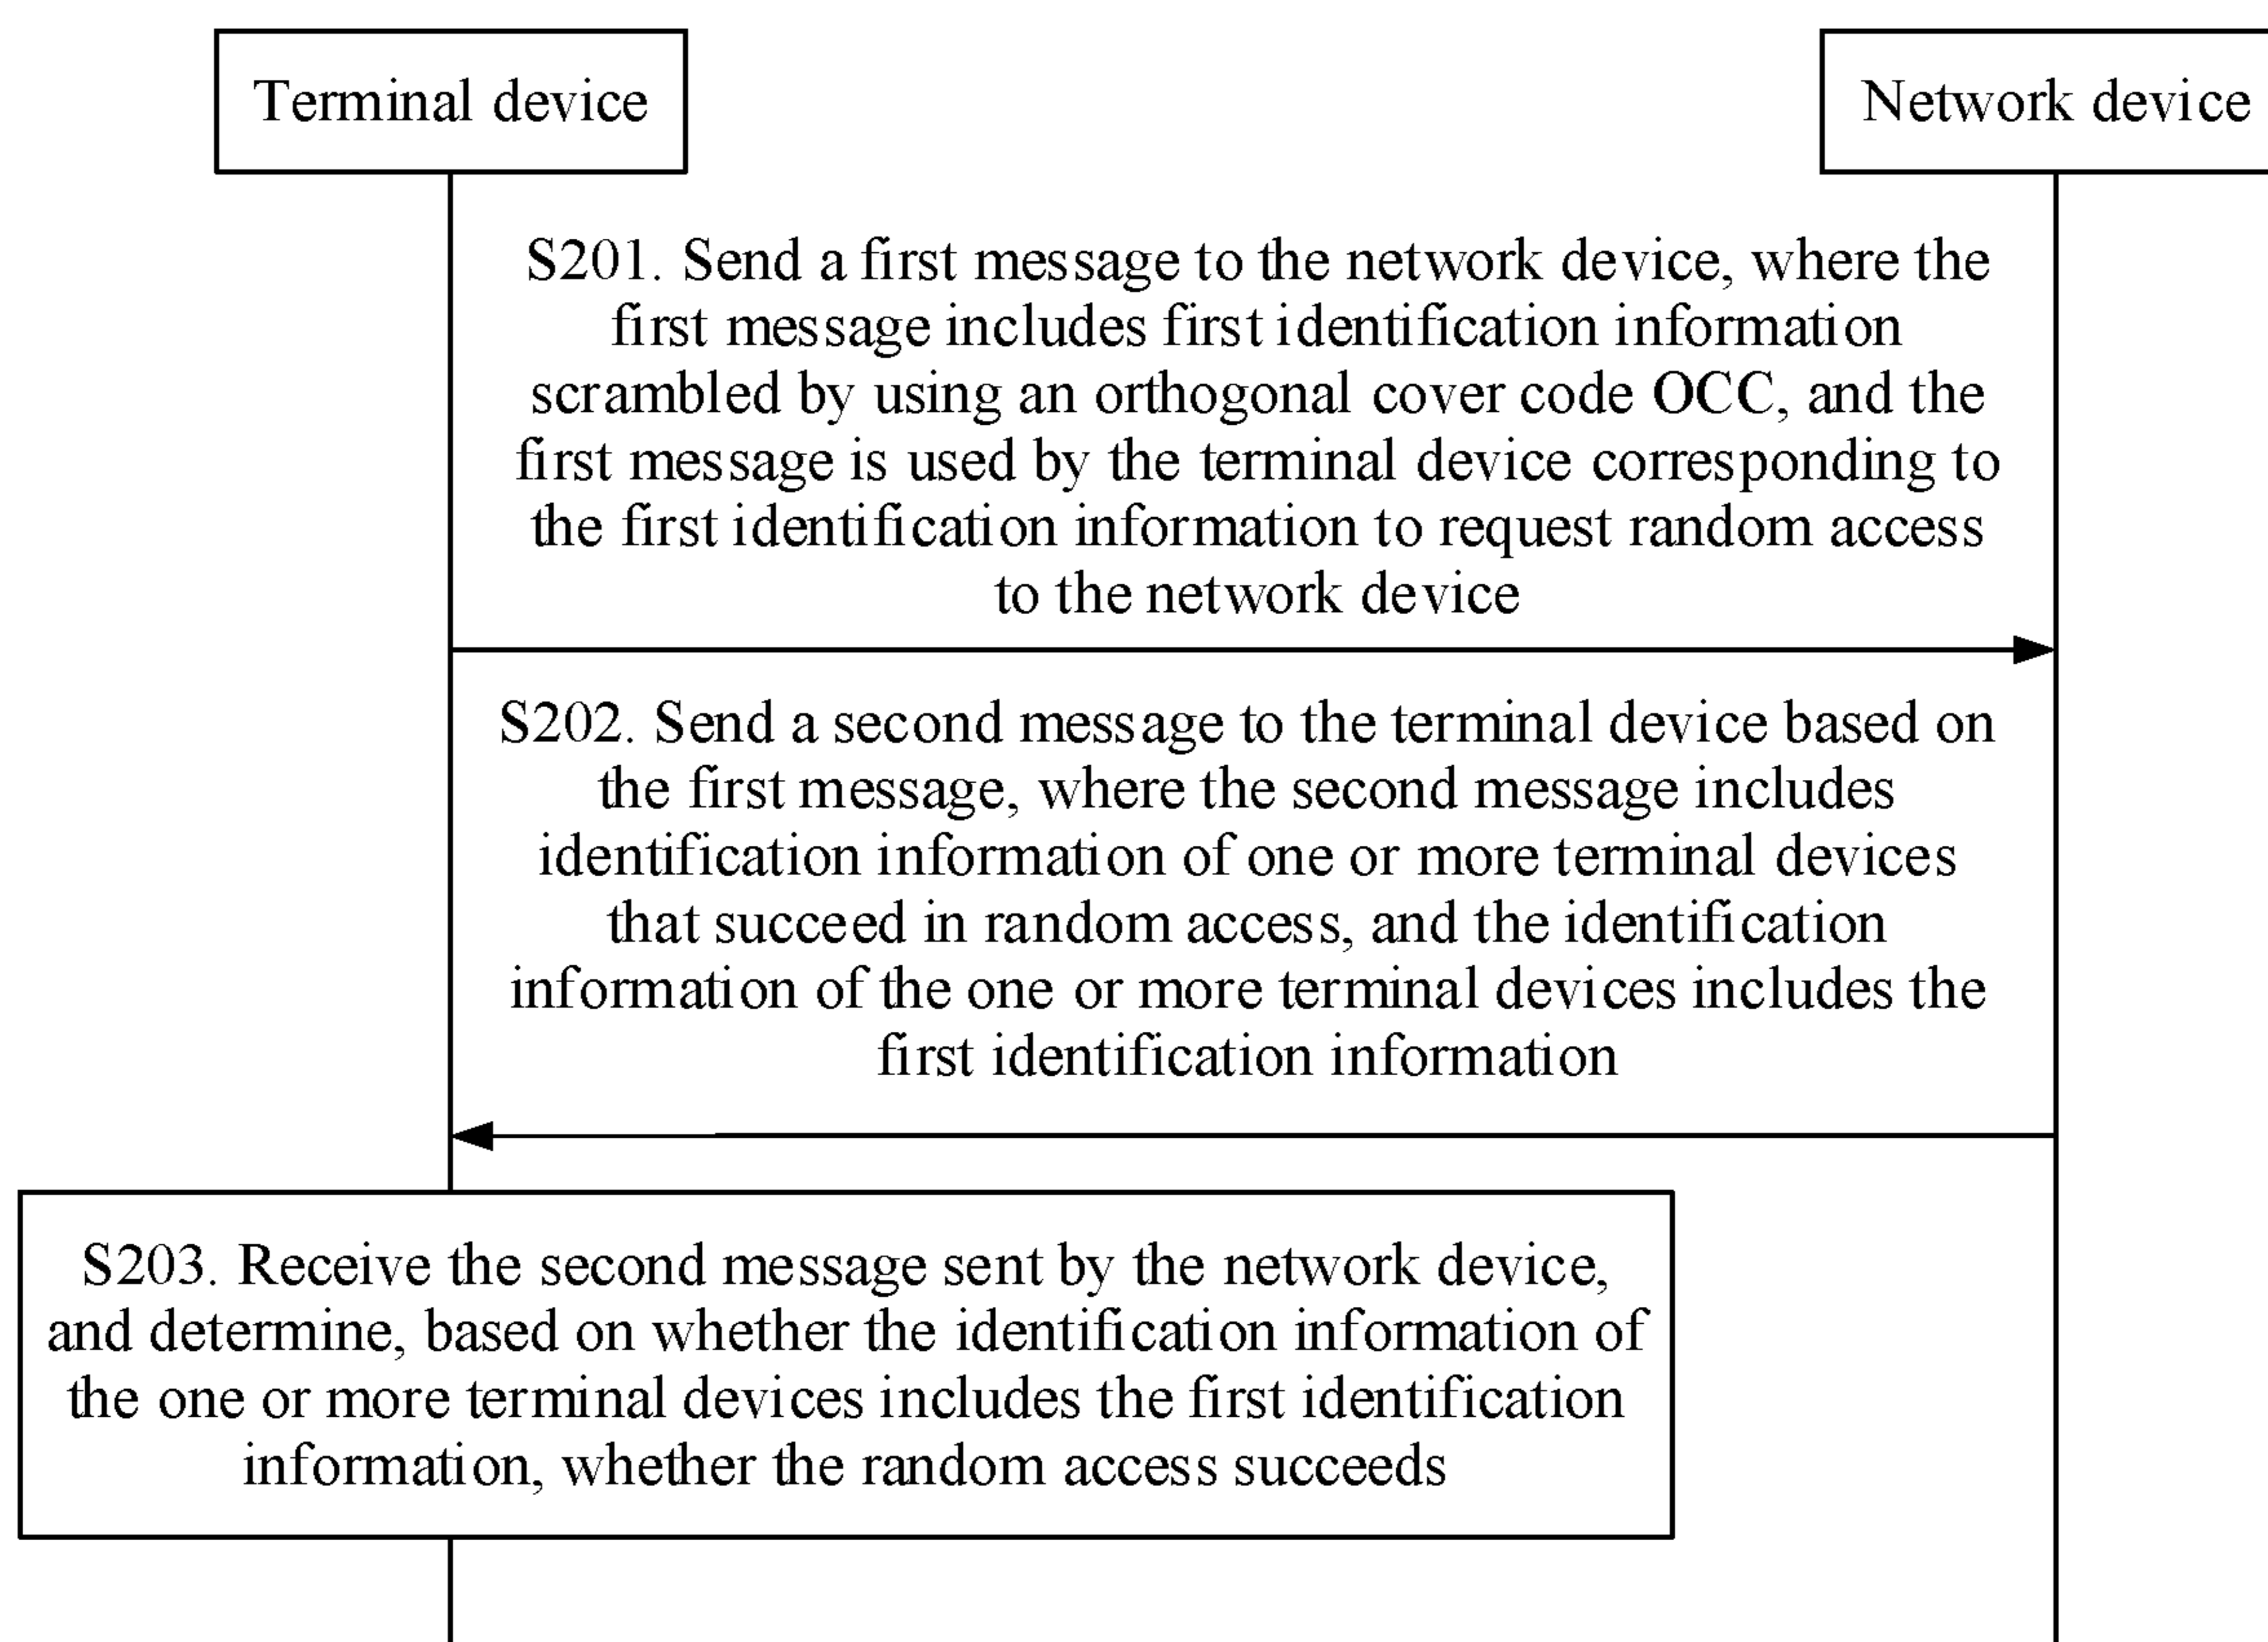 Terminal device
Network device
S201. Send a first message to the network device, where the
first message includes first identification information
scrambled by using an orthogonal cover code OCC, and the
first message is used by the terminal device corresponding to
the first identification information to request random access
to the network device
S202. Send a second message to the terminal device based on
the first message, where the second message includes
identification information of one or more terminal devices
that succeed in random access, and the identification
information of the one or more terminal devices includes the
first identification information
S203. Receive the second message sent by the network device,
and determine, based on whether the identification information of
the one or more terminal devices includes the first identification
information, whether the random access succeeds